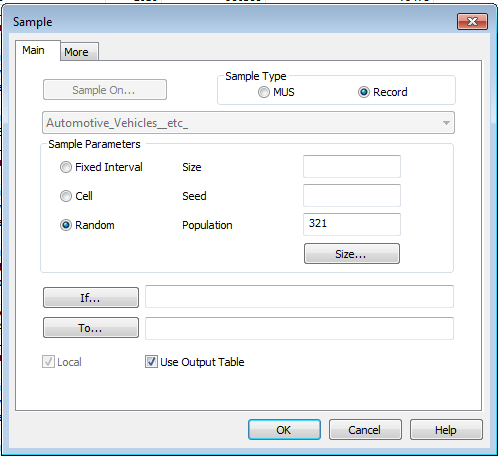 Sample
Main More
Sample On...
Sample Type
MUS Record
Automotive_Vehicles__etc_
Sample Parameters
Fixed Interval Size
Cell Seed
Random Population 321
Size...
If...
To...
Local Use Output Table
OK Cancel Help